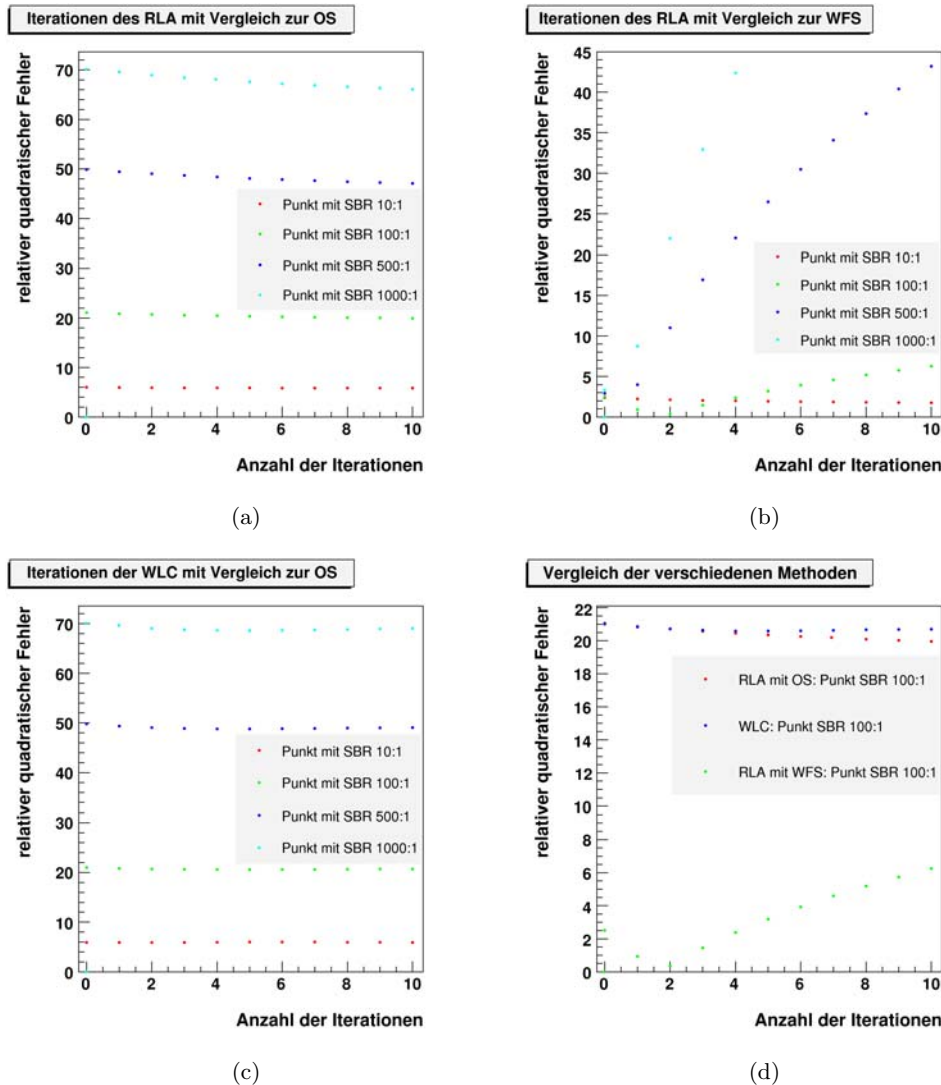 Iterationen des RLA mit Vergleich zur OS
relativer quadratischer Fehler
70
60
50
40
30
20
10
0
Punkt mit SBR 10:1
Punkt mit SBR 100:1
Punkt mit SBR 500:1
Punkt mit SBR 1000:1
0 2 4 6 8 10
Anzahl der Iterationen
(a)
Iterationen des RLA mit Vergleich zur WFS
relativer quadratischer Fehler
45
40
35
30
25
20
15
10
5
0
Punkt mit SBR 10:1
Punkt mit SBR 100:1
Punkt mit SBR 500:1
Punkt mit SBR 1000:1
0 2 4 6 8 10
Anzahl der Iterationen
(b)
Iterationen der WLC mit Vergleich zur OS
relativer quadratischer Fehler
70
60
50
40
30
20
10
0
Punkt mit SBR 10:1
Punkt mit SBR 100:1
Punkt mit SBR 500:1
Punkt mit SBR 1000:1
0 2 4 6 8 10
Anzahl der Iterationen
(c)
Vergleich der verschiedenen Methoden
relativer quadratischer Fehler
22
20
18
16
14
12
10
8
6
4
2
0
RLA mit OS: Punkt SBR 100:1
WLC: Punkt SBR 100:1
RLA mit WFS: Punkt SBR 100:1
0 2 4 6 8 10
Anzahl der Iterationen
(d)